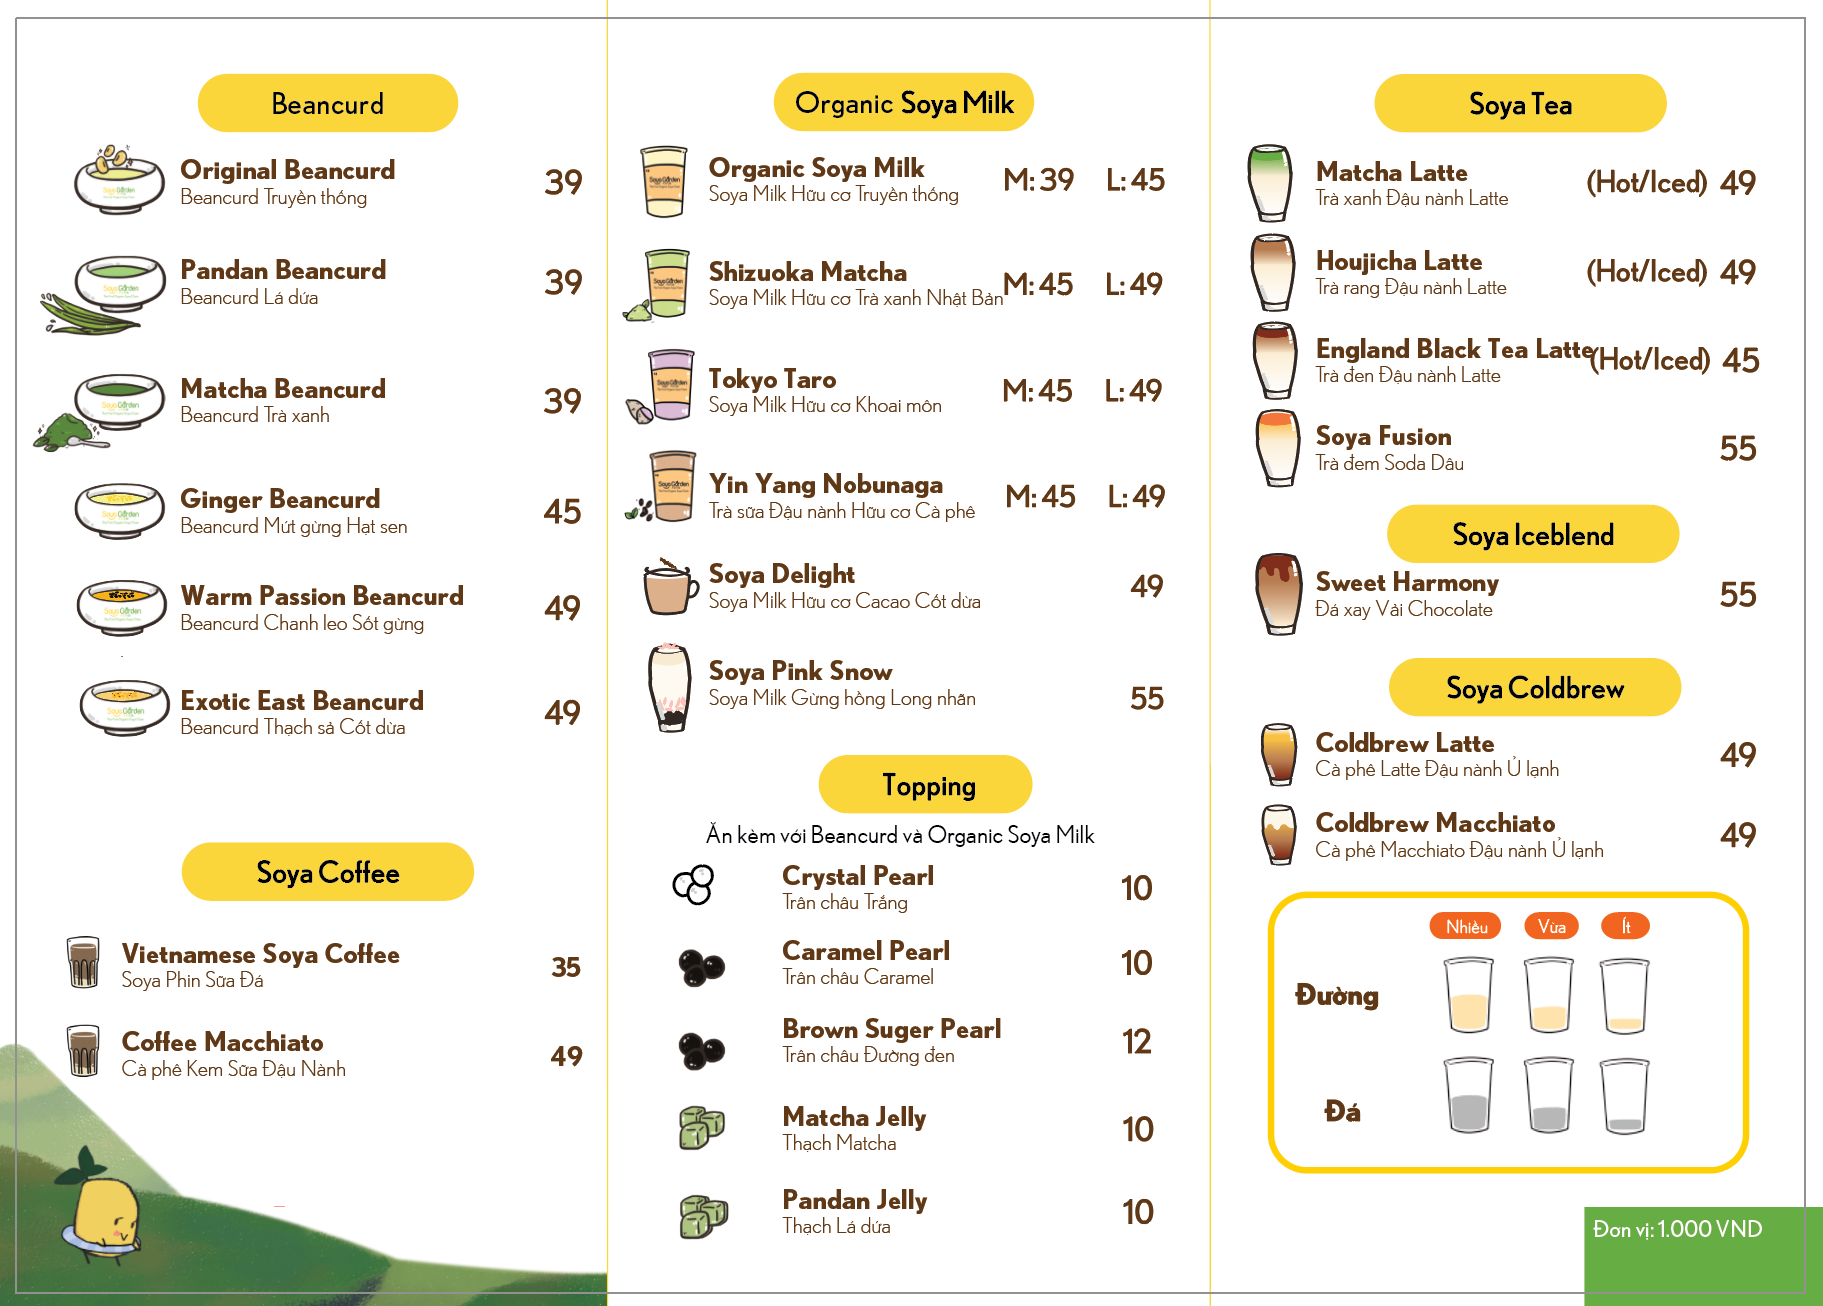 Beancurd
Original Beancurd
Beancurd Truyền thống
39
Pandan Beancurd
Beancurd Lá dứa
39
Matcha Beancurd
Beancurd Trà xanh
39
Ginger Beancurd
Beancurd Mứt gừng Hạt sen
45
Warm Passion Beancurd
Beancurd Chanh leo Sốt gừng
49
Exotic East Beancurd
Beancurd Thạch sả Cốt dừa
49
Soya Coffee
Vietnamese Soya Coffee
Soya Phin Sữa Đá
35
Coffee Macchiato
Cà phê Kem Sữa Đậu Nành
49
Organic Soya Milk
Organic Soya Milk
Soya Milk Hữu cơ Truyền thống
M: 39 L: 45
Shizuoka Matcha
Soya Milk Hữu cơ Trà xanh Nhật Bản
M: 45 L: 49
Tokyo Taro
Soya Milk Hữu cơ Khoai môn
M: 45 L: 49
Yin Yang Nobunaga
Trà sữa Đậu nành Hữu cơ Cà phê
M: 45 L: 49
Soya Delight
Soya Milk Hữu cơ Cacao Cốt dừa
49
Soya Pink Snow
Soya Milk Gừng hồng Long nhãn
55
Topping
Ăn kèm với Beancurd và Organic Soya Milk
Crystal Pearl
Trân châu Trắng
10
Caramel Pearl
Trân châu Caramel
10
Brown Suger Pearl
Trân châu Đường đen
12
Matcha Jelly
Thạch Matcha
10
Pandan Jelly
Thạch Lá dứa
10
Soya Tea
Matcha Latte
Trà xanh Đậu nành Latte
(Hot/Iced) 49
Houjicha Latte
Trà rang Đậu nành Latte
(Hot/Iced) 49
England Black Tea Latte
Trà đen Đậu nành Latte
(Hot/Iced) 45
Soya Fusion
Trà đem Soda Dâu
55
Soya Iceblend
Sweet Harmony
Đá xay Vải Chocolate
55
Soya Coldbrew
Coldbrew Latte
Cà phê Latte Đậu nành Ủ lạnh
49
Coldbrew Macchiato
Cà phê Macchiato Đậu nành Ủ lạnh
49
Nhiều Vừa Ít
Đường
Đá
Đơn vị: 1.000 VND